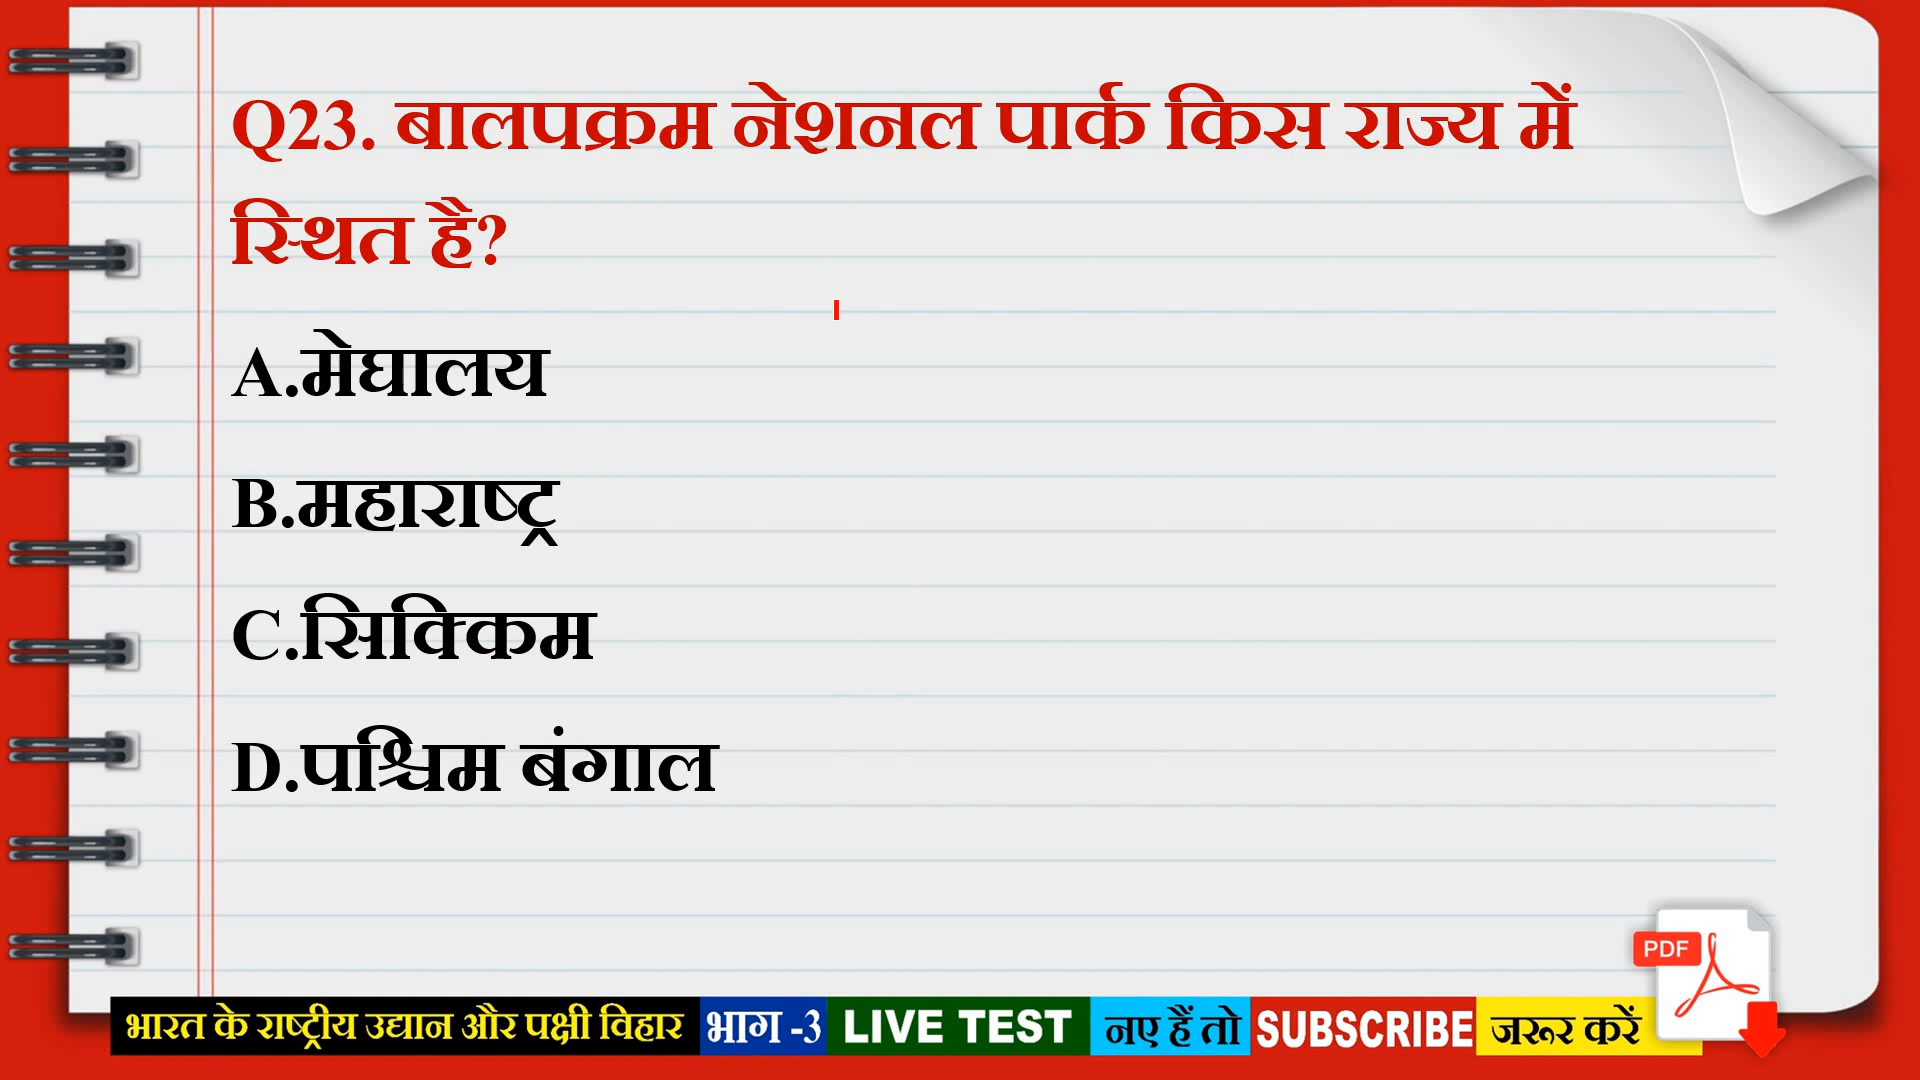 Q23. बालपक्रम नेशनल पार्क किस राज्य में
स्थित है?
A.मेघालय
B.महाराष्ट्र
C.सिक्किम
D.पश्चिम बंगाल
PDF
भारत के राष्ट्रीय उद्यान और पक्षी विहार भाग -3 LIVE TEST नए हैं तो SUBSCRIBE जरूर करें